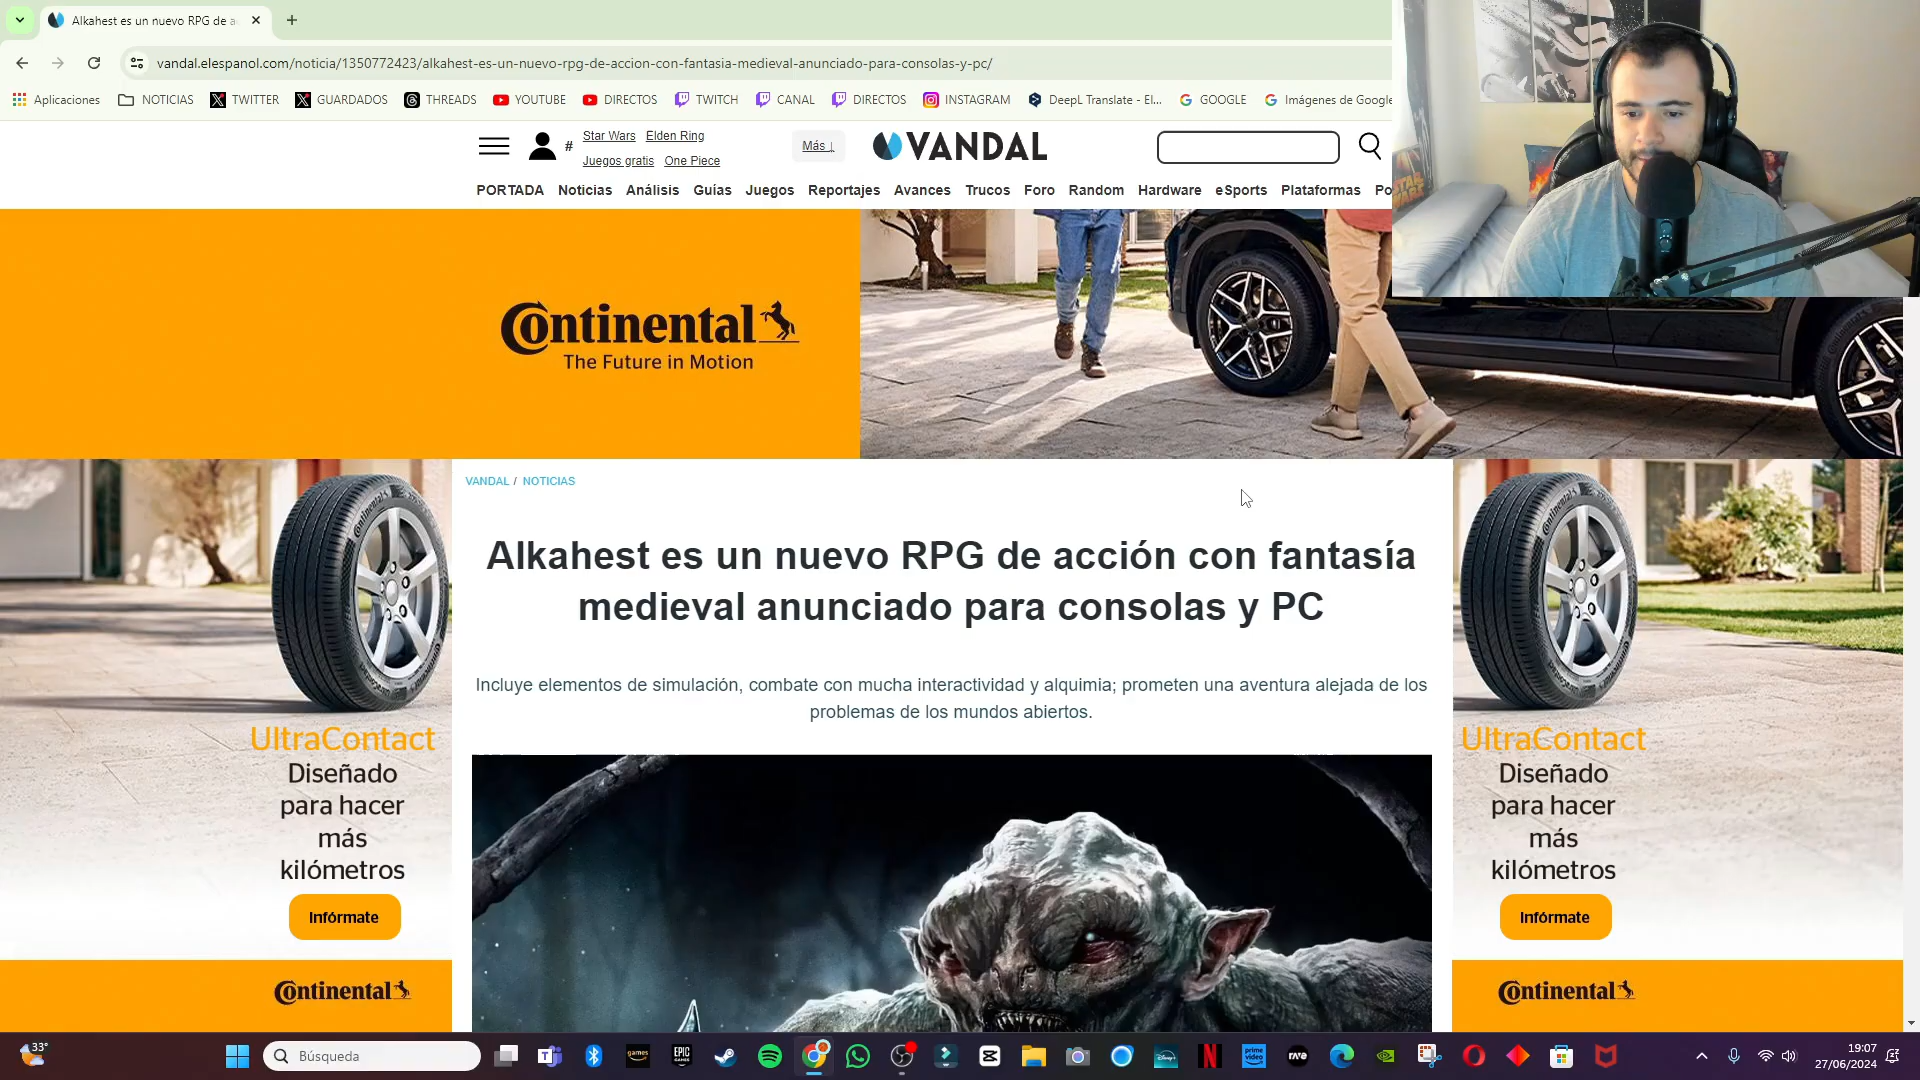 Alkahest es un nuevo RPG de a
vandal.elespanol.com/noticia/1350772423/alkahest-es-un-nuevo-rpg-de-accion-con-fantasia-medieval-anunciado-para-consolas-y-pc/
Aplicaciones NOTICIAS TWITTER GUARDADOS THREADS YOUTUBE DIRECTOS TWITCH CANAL DIRECTOS INSTAGRAM DeepL Translate - El... GOOGLE Imágenes de Google
# Star Wars Elden Ring
Juegos gratis One Piece
Más ↓
VANDAL
PORTADA Noticias Análisis Guías Juegos Reportajes Avances Trucos Foro Random Hardware eSports Plataformas Po
Continental
The Future in Motion
VANDAL / NOTICIAS
Alkahest es un nuevo RPG de acción con fantasía
medieval anunciado para consolas y PC
Incluye elementos de simulación, combate con mucha interactividad y alquimia; prometen una aventura alejada de los
problemas de los mundos abiertos.
UltraContact
Diseñado
para hacer
más
kilómetros
Infórmate
Continental
UltraContact
Diseñado
para hacer
más
kilómetros
Infórmate
Continental
33°
Búsqueda
19:07
27/06/2024